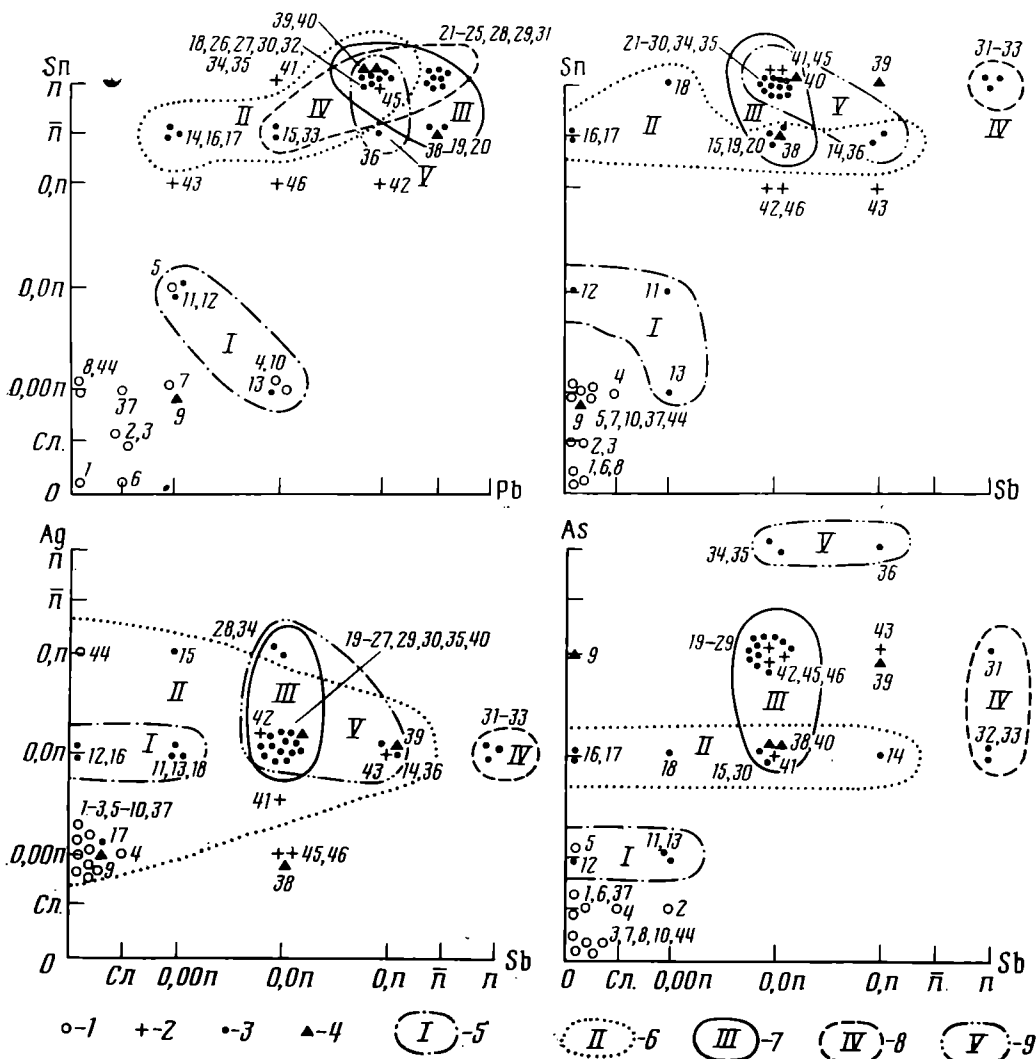 39,40
18,26,27,30,32
34,35
41
21-25,28,29,31
Sn
n
II
IV
45
III
n̄
14,16,17
15,33
36
38
19,20
V
0,n
43
46
42
0,0n
5
11,12
I
0,00n
8,44
37
7
9
4,10
13
Сл.
2,3
0
1
6
Pb
Sn
n
21-30,34,35
41,45
40
39
31-33
18
V
IV
n̄
16,17
II
III
15,19,20
38
14,36
0,n
42,46
43
0,0n
12
11
I
0,00n
4
13
9
5,7,10,37,44
Сл.
2,3
1,6,8
0
Sb
Ag
n
n̄
28,34
19-27,29,30,35,40
0,n
44
15
II
III
42
V
39
31-33
IV
0,0n
12,16
I
11,13,18
43
14,36
41
1-3,5-10,37
17
0,00n
9
4
45,46
38
Сл.
0
Сл
0,00n
0,0n
0,n
n̄
n
Sb
As
34,35
V
36
19-29
43
9
42,45,46
39
31
III
IV
II
38,40
32,33
16,17
18
15,30
41
14
5
11,13
12
I
1,6,37
4
2
3,7,8,10,44
0
Сл.
0,00n
0,0n
0,n
n̄.
n
Sb
-1
-2
-3
-4
I -5
II -6
III -7
IV -8
V -9